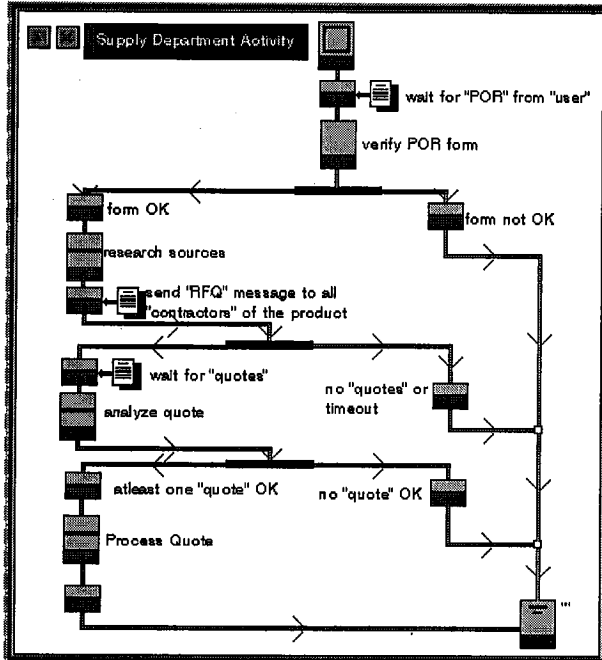 Supply Department Activity
wait for "POR" from "user"
verify POR form
form OK
form not OK
research sources
send "RFQ" message to all
"contractors" of the product
wait for "quotes"
no "quotes" or
timeout
analyze quote
atleast one "quote" OK
no "quote" OK
Process Quote
""